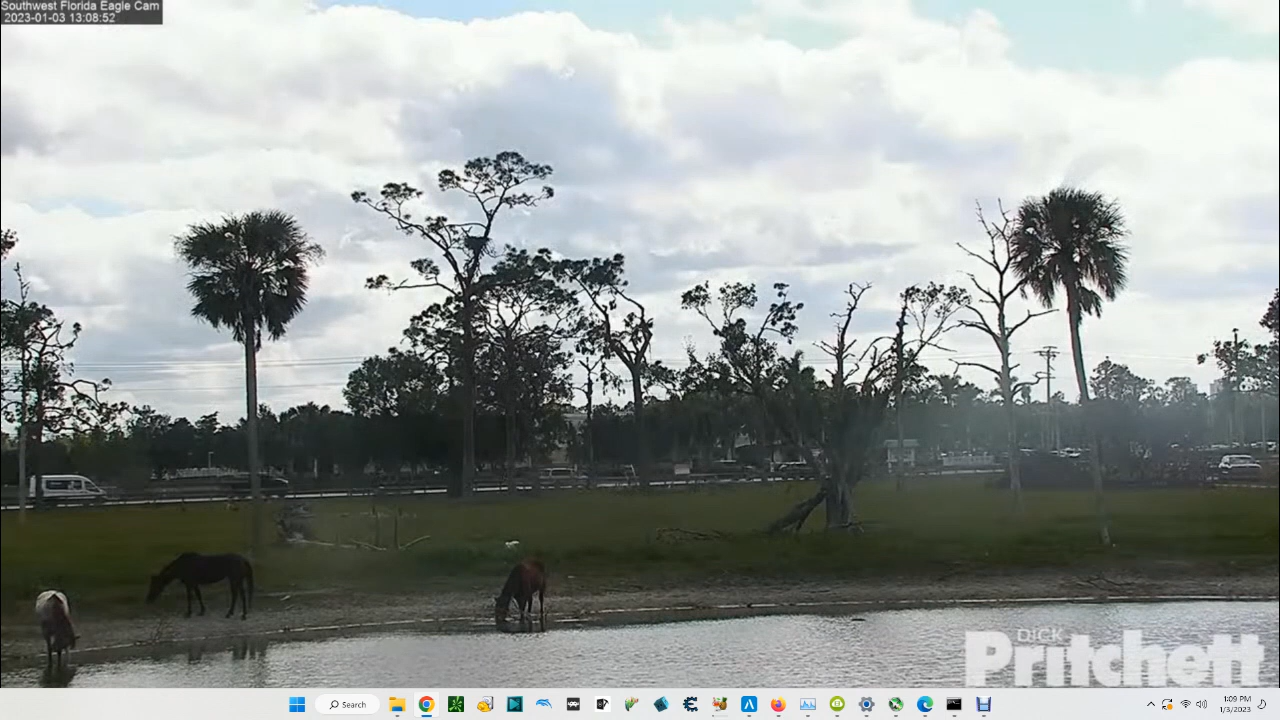 Southwest Florida Eagle Cam
2023-01-03 13:08:52
DICK
Pritchett
Search
1:09 PM
1/3/2023